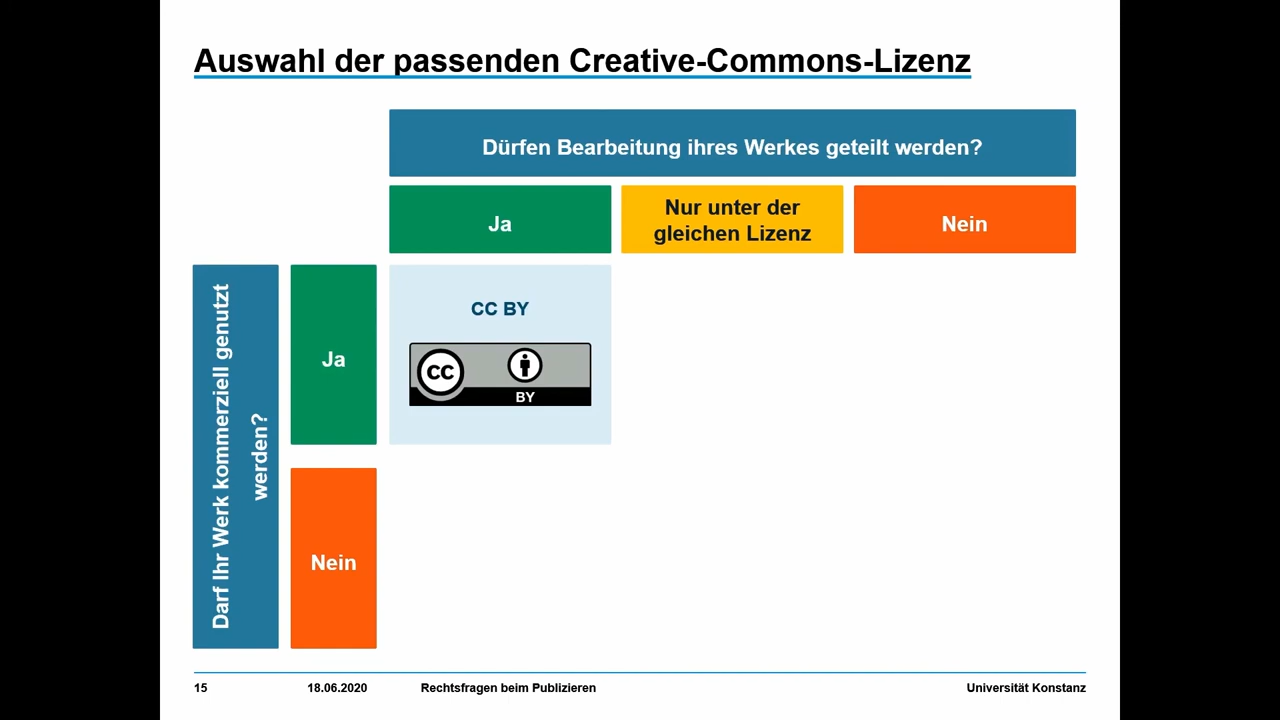 Auswahl der passenden Creative-Commons-Lizenz
Dürfen Bearbeitung ihres Werkes geteilt werden?
Ja
Nur unter der
gleichen Lizenz
Nein
Darf Ihr Werk kommerziell genutzt
werden?
Ja
CC BY
CC
BY
Nein
15
18.06.2020
Rechtsfragen beim Publizieren
Universität Konstanz